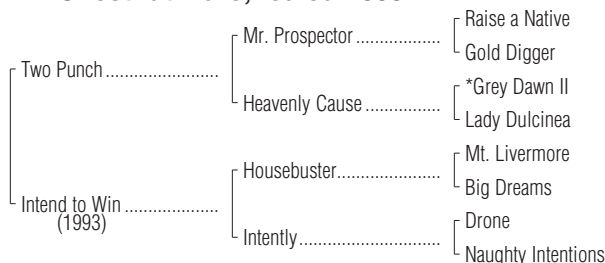 Raise a Native
Mr. Prospector ..................
Gold Digger
Two Punch ........................
*Grey Dawn II
Heavenly Cause ................
Lady Dulcinea
Mt. Livermore
Housebuster......................
Big Dreams
Intend to Win ....................
(1993)
Drone
Intently..............................
Naughty Intentions